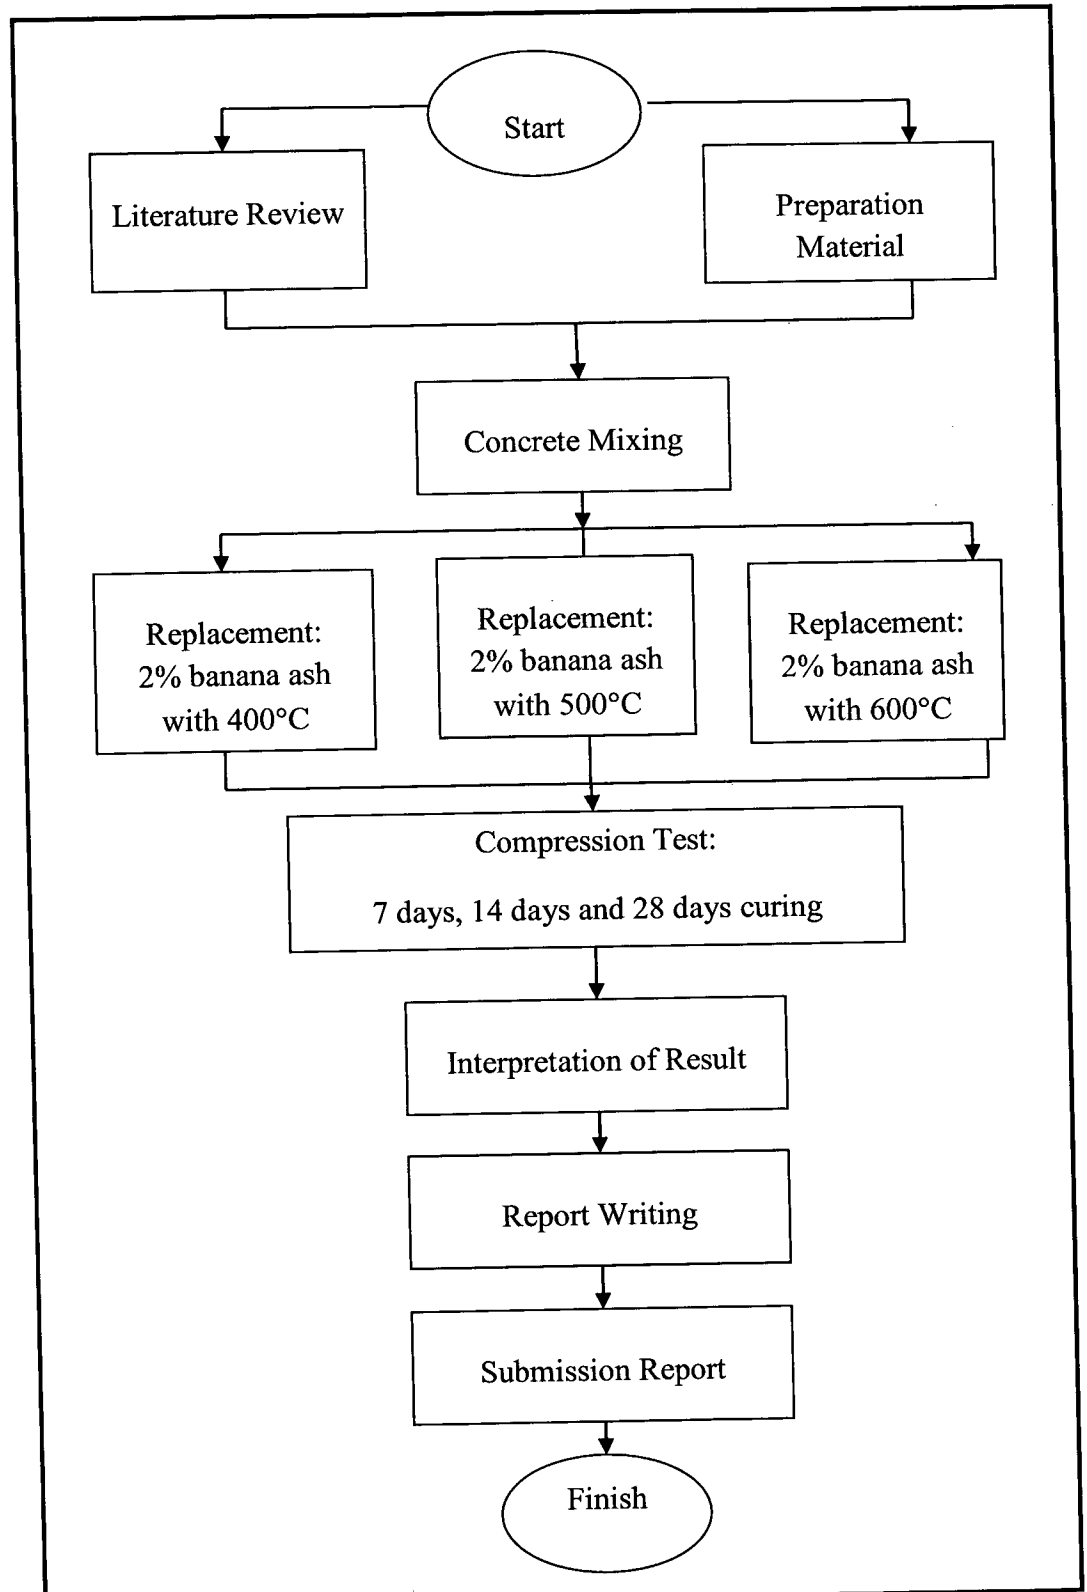 Start
Literature Review
Preparation
Material
Concrete Mixing
Replacement:
2% banana ash
with 400°C
Replacement:
2% banana ash
with 500°C
Replacement:
2% banana ash
with 600°C
Compression Test:
7 days, 14 days and 28 days curing
Interpretation of Result
Report Writing
Submission Report
Finish